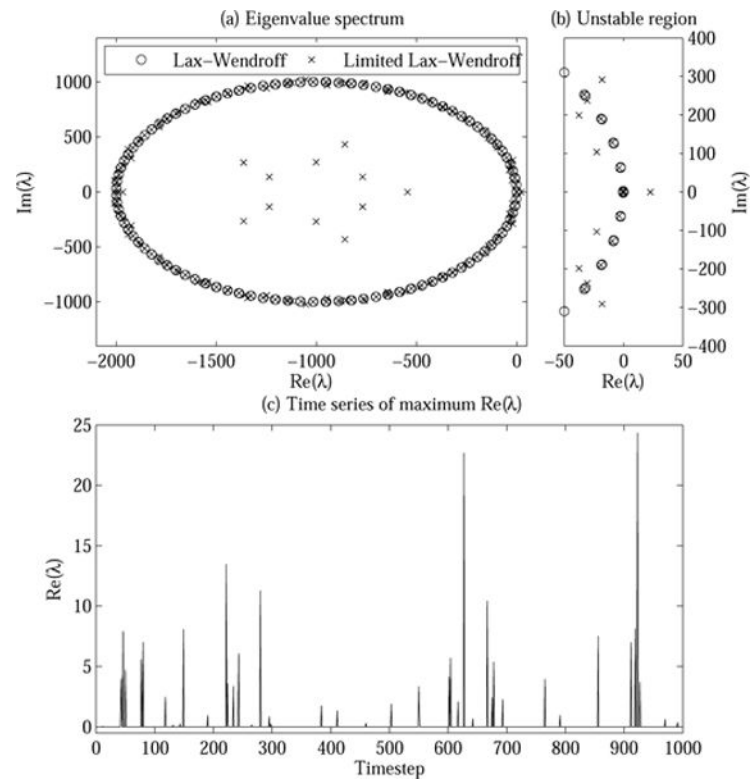 (a) Eigenvalue spectrum
(b) Unstable region
Lax−Wendroff
Limited Lax−Wendroff
1000
500
0
−500
−1000
Im(λ)
−2000 −1500 −1000 −500 0
Re(λ)
400
300
200
100
0
−100
−200
−300
−400
Im(λ)
−50 0 50
Re(λ)
(c) Time series of maximum Re(λ)
25
20
15
10
5
0
Re(λ)
0 100 200 300 400 500 600 700 800 900 1000
Timestep